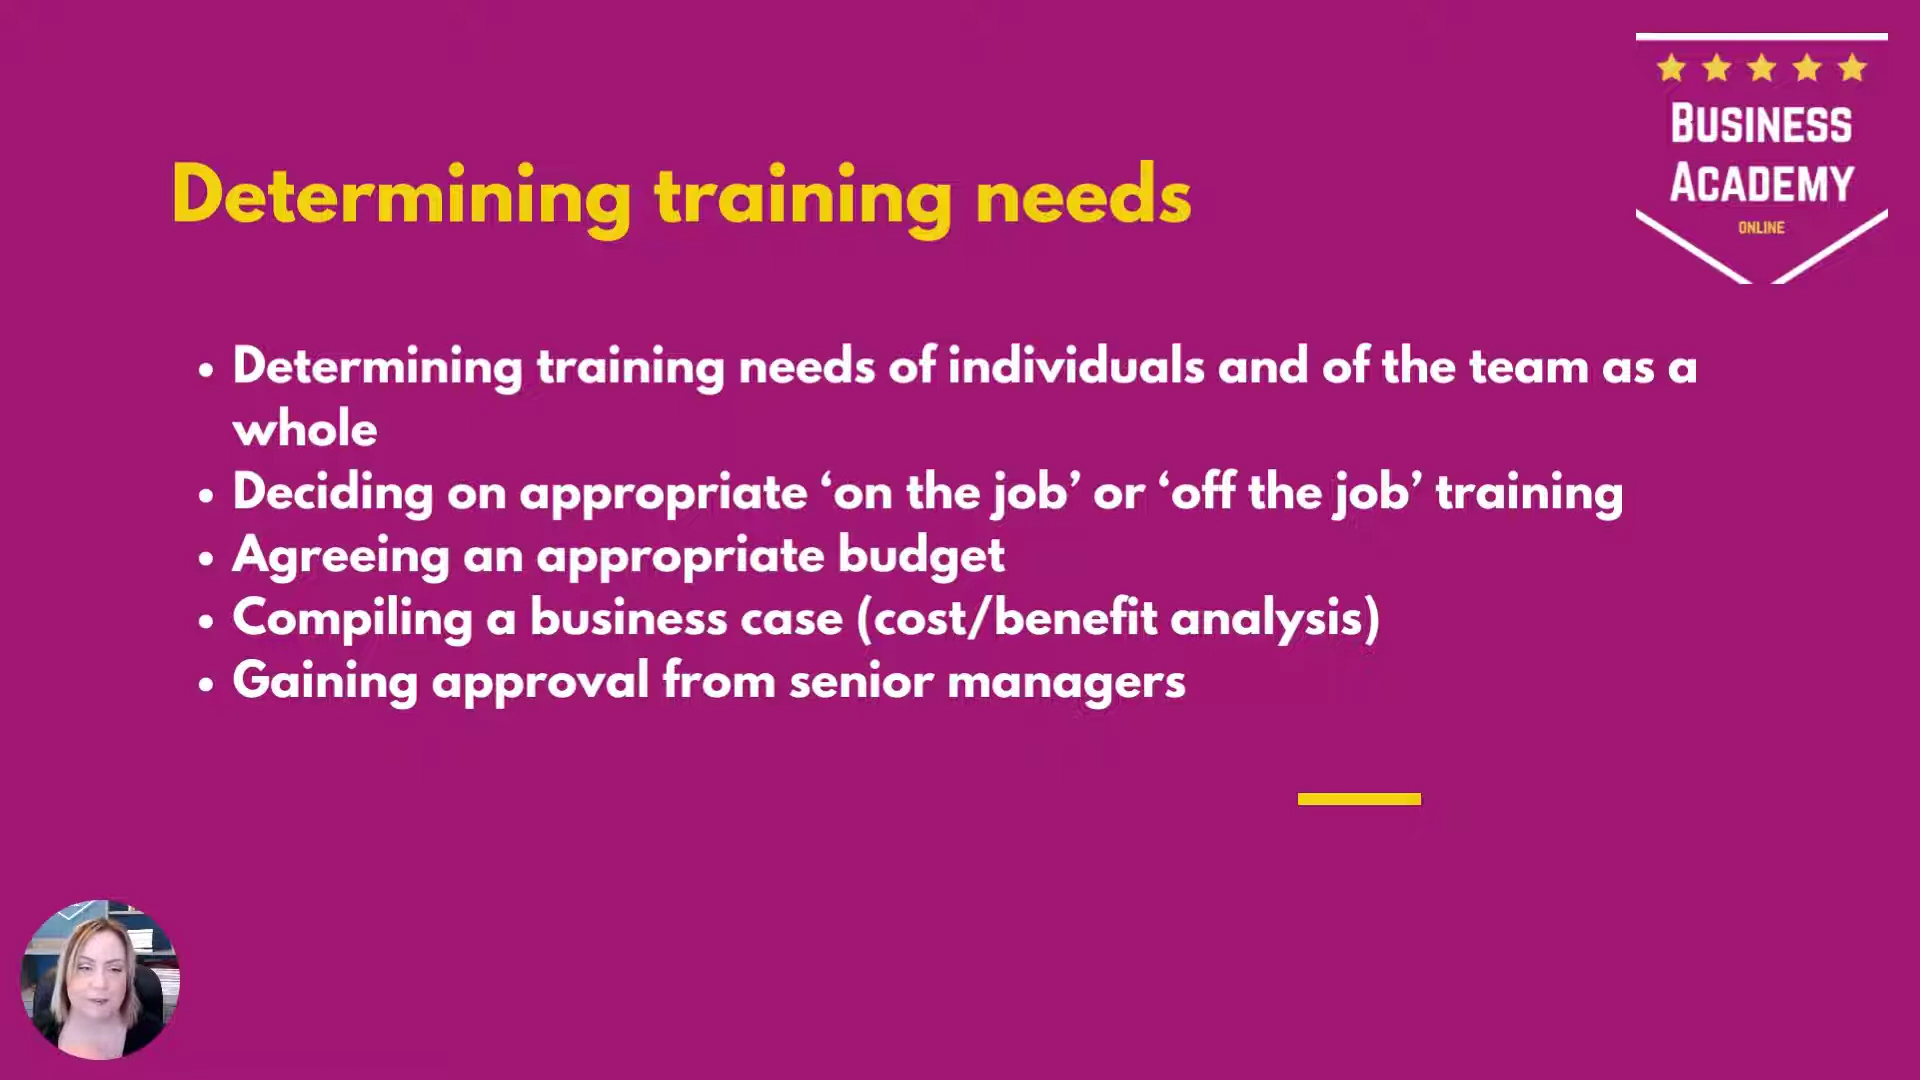 BUSINESS
ACADEMY
ONLINE
Determining training needs
• Determining training needs of individuals and of the team as a
whole
• Deciding on appropriate ‘on the job’ or ‘off the job’ training
• Agreeing an appropriate budget
• Compiling a business case (cost/benefit analysis)
• Gaining approval from senior managers